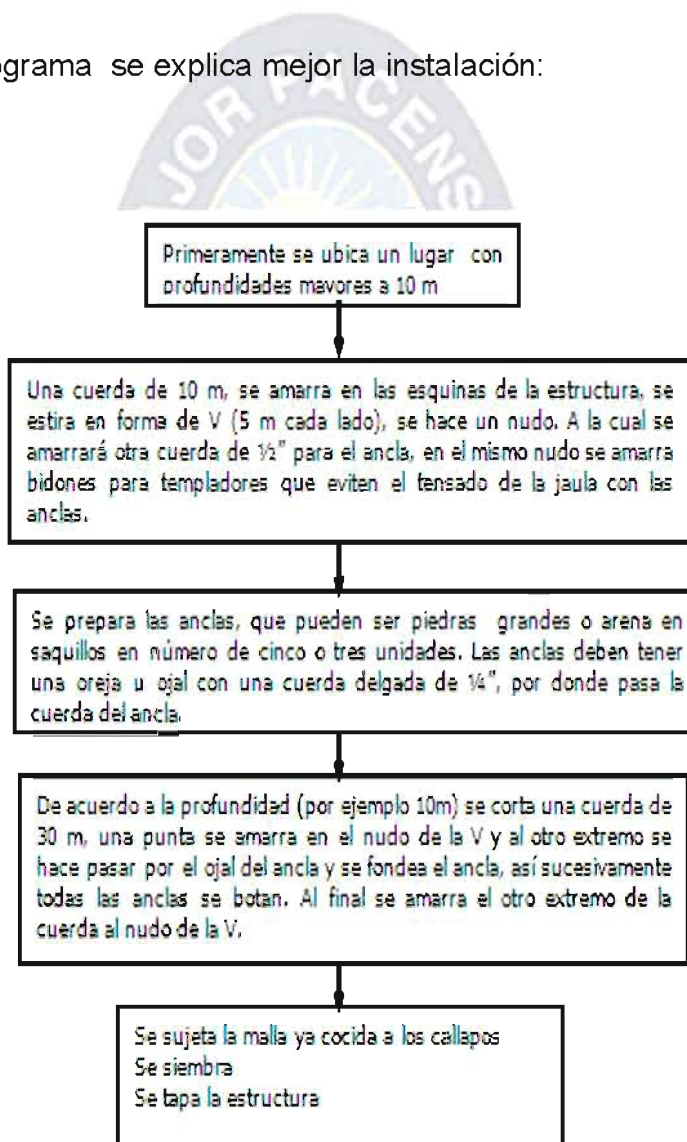 ograma se explica mejor la instalación:
JOR PACENS
Primeramente se ubica un lugar con
profundidades mayores a 10 m
Una cuerda de 10 m, se amarra en las esquinas de la estructura, se
estira en forma de V (5 m cada lado), se hace un nudo. A la cual se
amarrará otra cuerda de ½" para el ancla, en el mismo nudo se amarra
bidones para templadores que eviten el tensado de la jaula con las
anclas.
Se prepara las anclas, que pueden ser piedras grandes o arena en
saquillos en número de cinco o tres unidades. Las anclas deben tener
una oreja u ojal con una cuerda delgada de ¼", por donde pasa la
cuerda del ancla.
De acuerdo a la profundidad (por ejemplo 10m) se corta una cuerda de
30 m, una punta se amarra en el nudo de la V y al otro extremo se
hace pasar por el ojal del ancla y se fondea el ancla, así sucesivamente
todas las anclas se botan. Al final se amarra el otro extremo de la
cuerda al nudo de la V.
Se sujeta la malla ya cocida a los callapos
Se siembra
Se tapa la estructura